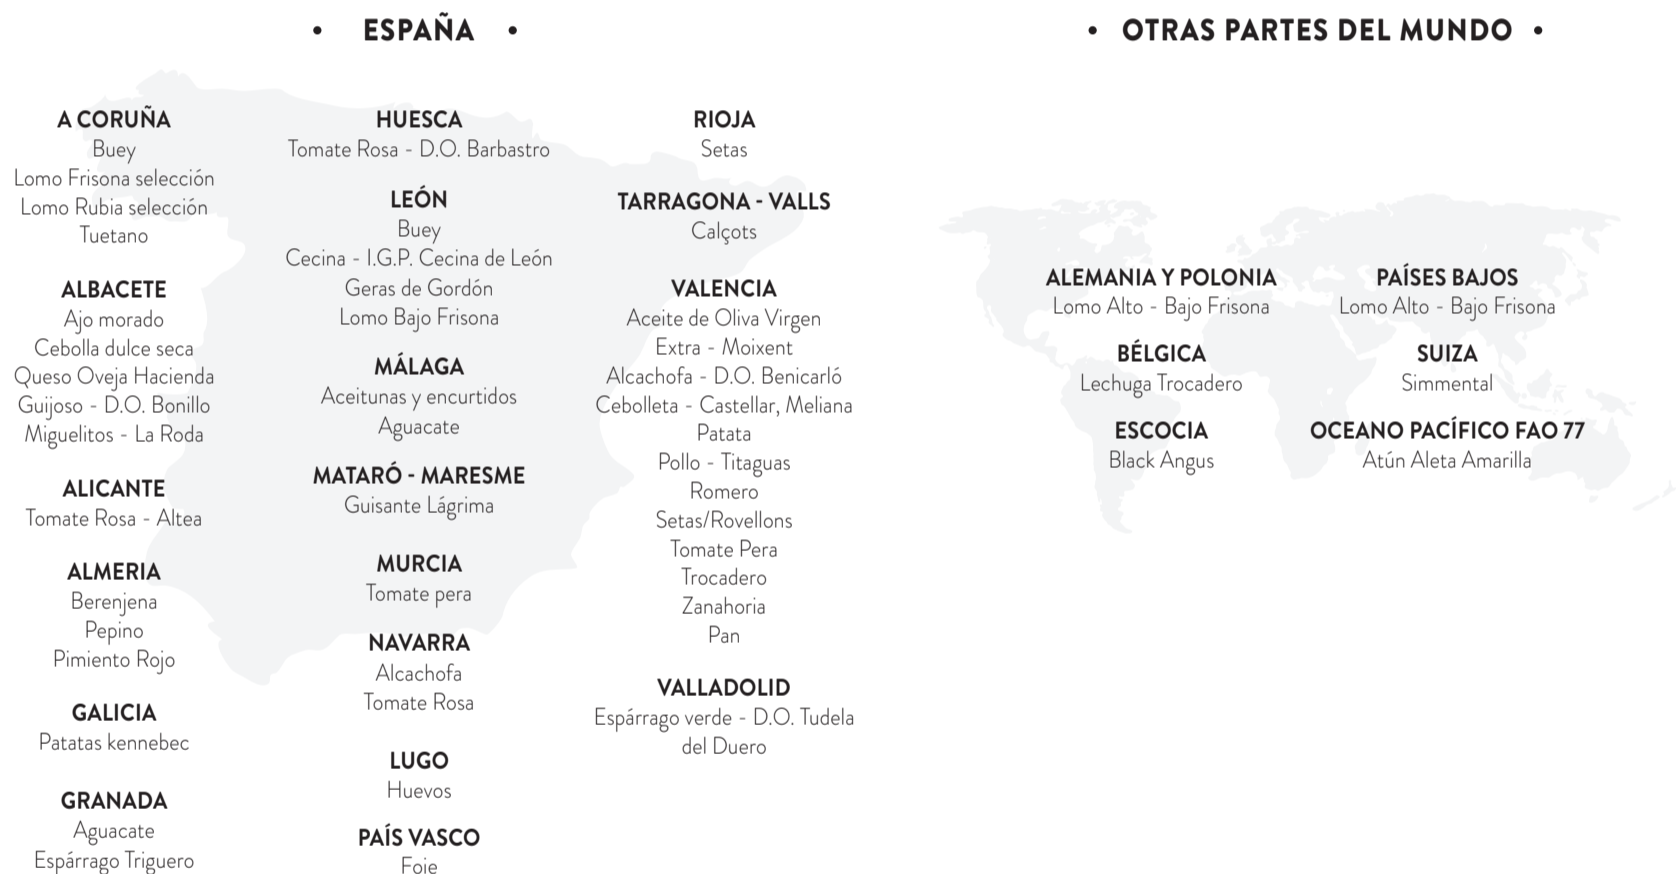 • ESPAÑA •
A CORUÑA
Buey
Lomo Frisona selección
Lomo Rubia selección
Tuetano
ALBACETE
Ajo morado
Cebolla dulce seca
Queso Oveja Hacienda
Guijoso - D.O. Bonillo
Miguelitos - La Roda
ALICANTE
Tomate Rosa - Altea
ALMERIA
Berenjena
Pepino
Pimiento Rojo
GALICIA
Patatas kennebec
GRANADA
Aguacate
Espárrago Triguero
HUESCA
Tomate Rosa - D.O. Barbastro
LEÓN
Buey
Cecina - I.G.P. Cecina de León
Geras de Gordón
Lomo Bajo Frisona
MÁLAGA
Aceitunas y encurtidos
Aguacate
MATARÓ - MARESME
Guisante Lágrima
MURCIA
Tomate pera
NAVARRA
Alcachofa
Tomate Rosa
LUGO
Huevos
PAÍS VASCO
Foie
RIOJA
Setas
TARRAGONA - VALLS
Calçots
VALENCIA
Aceite de Oliva Virgen
Extra - Moixent
Alcachofa - D.O. Benicarló
Cebolleta - Castellar, Meliana
Patata
Pollo - Titaguas
Romero
Setas/Rovellons
Tomate Pera
Trocadero
Zanahoria
Pan
VALLADOLID
Espárrago verde - D.O. Tudela
del Duero
• OTRAS PARTES DEL MUNDO •
ALEMANIA Y POLONIA
Lomo Alto - Bajo Frisona
BÉLGICA
Lechuga Trocadero
ESCOCIA
Black Angus
PAÍSES BAJOS
Lomo Alto - Bajo Frisona
SUIZA
Simmental
OCEANO PACÍFICO FAO 77
Atún Aleta Amarilla